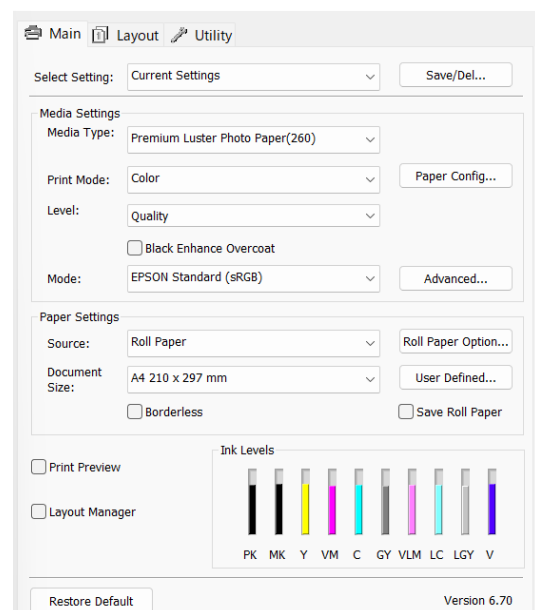 Main Layout Utility
Select Setting: Current Settings Save/Del...
Media Settings
Media Type: Premium Luster Photo Paper(260)
Print Mode: Color Paper Config...
Level: Quality
Black Enhance Overcoat
Mode: EPSON Standard (sRGB) Advanced...
Paper Settings
Source: Roll Paper Roll Paper Option...
Document
Size: A4 210 x 297 mm User Defined...
Borderless Save Roll Paper
Ink Levels
Print Preview
Layout Manager
PK MK Y VM C GY VLM LC LGY V
Restore Default Version 6.70